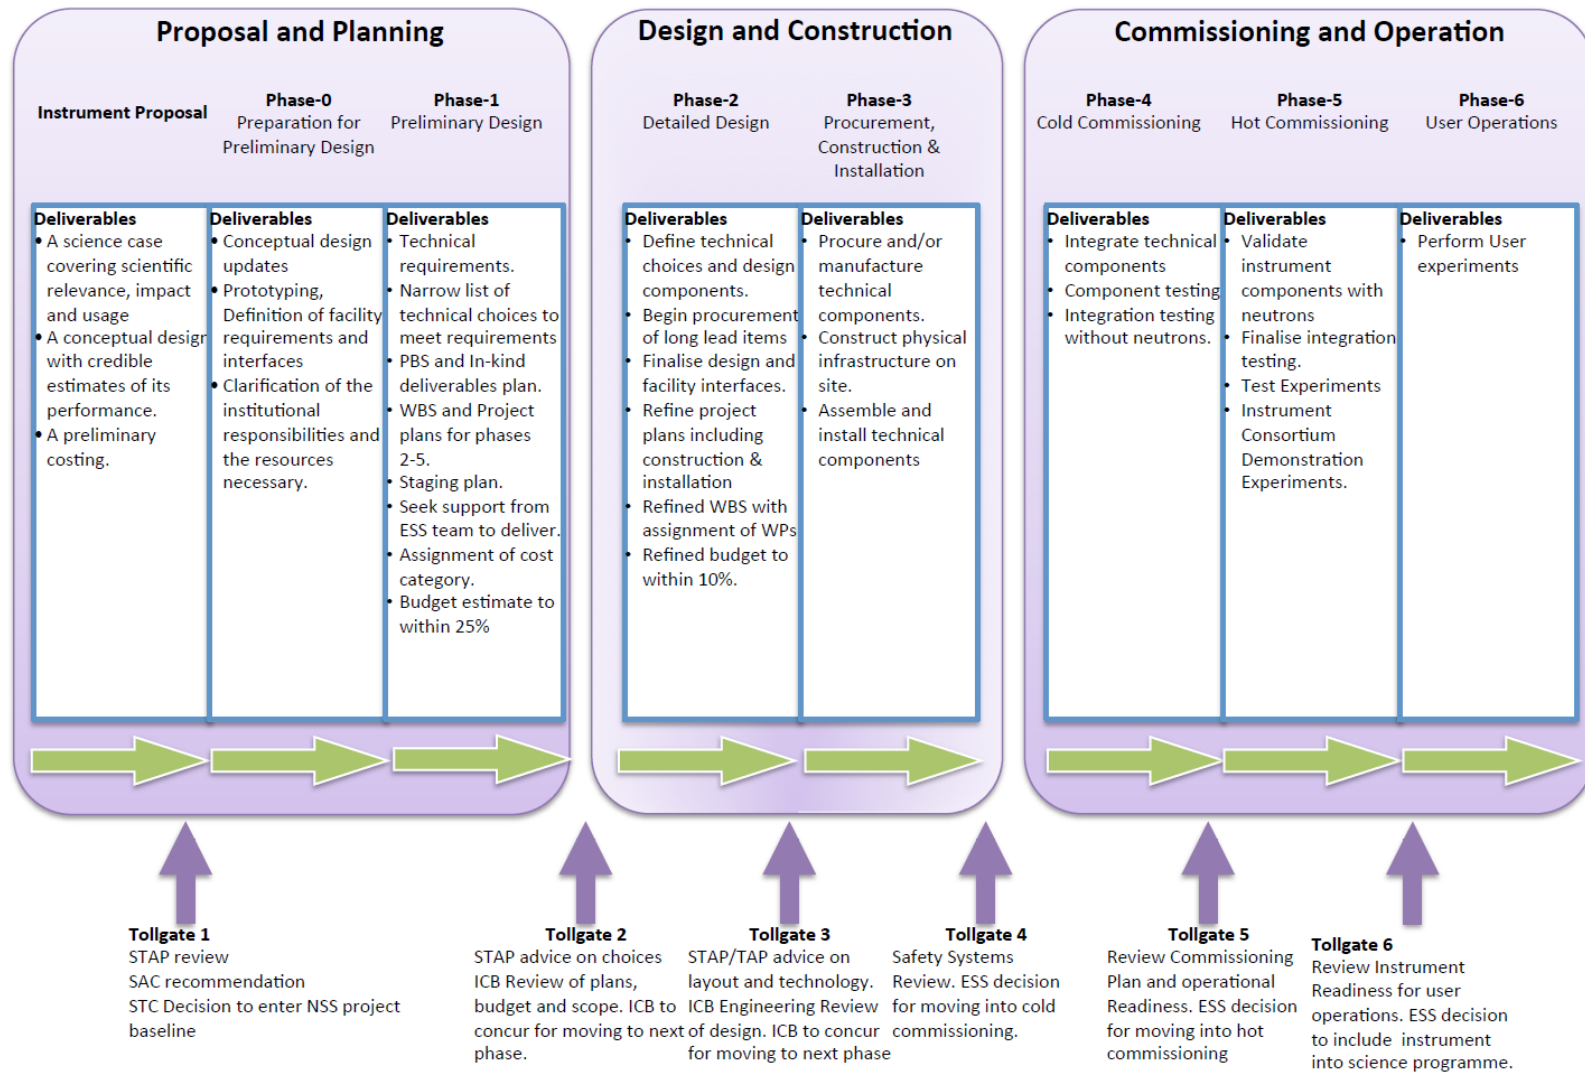 Proposal and Planning
Instrument Proposal
Phase-0
Preparation for
Preliminary Design
Phase-1
Preliminary Design
Deliverables
• A science case
covering scientific
relevance, impact
and usage
• A conceptual design
with credible
estimates of its
performance.
• A preliminary
costing.
Deliverables
• Conceptual design
updates
• Prototyping,
Definition of facility
requirements and
interfaces
• Clarification of the
institutional
responsibilities and
the resources
necessary.
Deliverables
• Technical
requirements.
• Narrow list of
technical choices to
meet requirements
• PBS and In-kind
deliverables plan.
• WBS and Project
plans for phases
2-5.
• Staging plan.
• Seek support from
ESS team to deliver.
• Assignment of cost
category.
• Budget estimate to
within 25%
Design and Construction
Phase-2
Detailed Design
Phase-3
Procurement,
Construction &
Installation
Deliverables
• Define technical
choices and design
components.
• Begin procurement
of long lead items
• Finalise design and
facility interfaces.
• Refine project
plans including
construction &
installation
• Refined WBS with
assignment of WPs
• Refined budget to
within 10%.
Deliverables
• Procure and/or
manufacture
technical
components.
• Construct physical
infrastructure on
site.
• Assemble and
install technical
components
Commissioning and Operation
Phase-4
Cold Commissioning
Phase-5
Hot Commissioning
Phase-6
User Operations
Deliverables
• Integrate technical
components
• Component testing
• Integration testing
without neutrons.
Deliverables
• Validate
instrument
components with
neutrons
• Finalise integration
testing.
• Test Experiments
• Instrument
Consortium
Demonstration
Experiments.
Deliverables
• Perform User
experiments
Tollgate 1
STAP review
SAC recommendation
STC Decision to enter NSS project
baseline
Tollgate 2
STAP advice on choices
ICB Review of plans,
budget and scope. ICB to
concur for moving to next
phase.
Tollgate 3
STAP/TAP advice on
layout and technology.
ICB Engineering Review
of design. ICB to concur
for moving to next phase
Tollgate 4
Safety Systems
Review. ESS decision
for moving into cold
commissioning.
Tollgate 5
Review Commissioning
Plan and operational
Readiness. ESS decision
for moving into hot
commissioning
Tollgate 6
Review Instrument
Readiness for user
operations. ESS decision
to include instrument
into science programme.